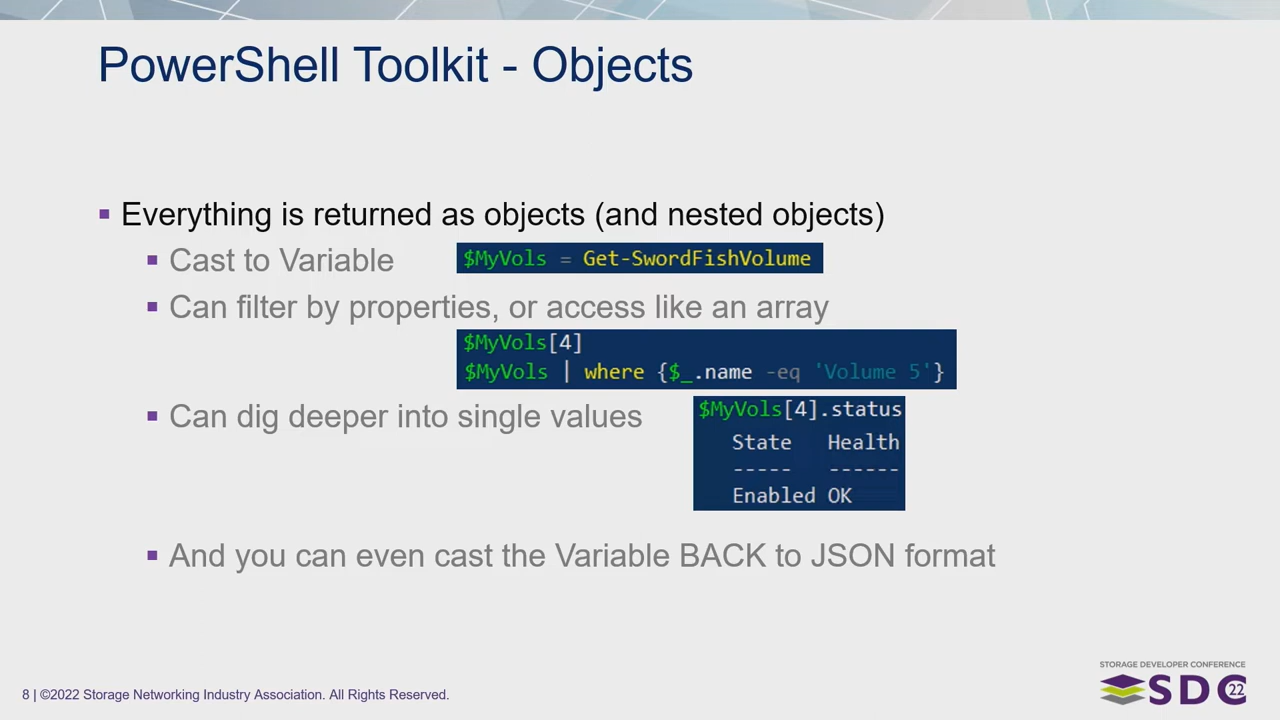 PowerShell Toolkit - Objects
Everything is returned as objects (and nested objects)
Cast to Variable
$MyVols = Get-SwordFishVolume
Can filter by properties, or access like an array
$MyVols[4]
$MyVols | where {$_.name -eq 'Volume 5'}
Can dig deeper into single values
$MyVols[4].status
State Health
----- ------
Enabled OK
And you can even cast the Variable BACK to JSON format
8 | ©2022 Storage Networking Industry Association. All Rights Reserved.
STORAGE DEVELOPER CONFERENCE
SDC 22